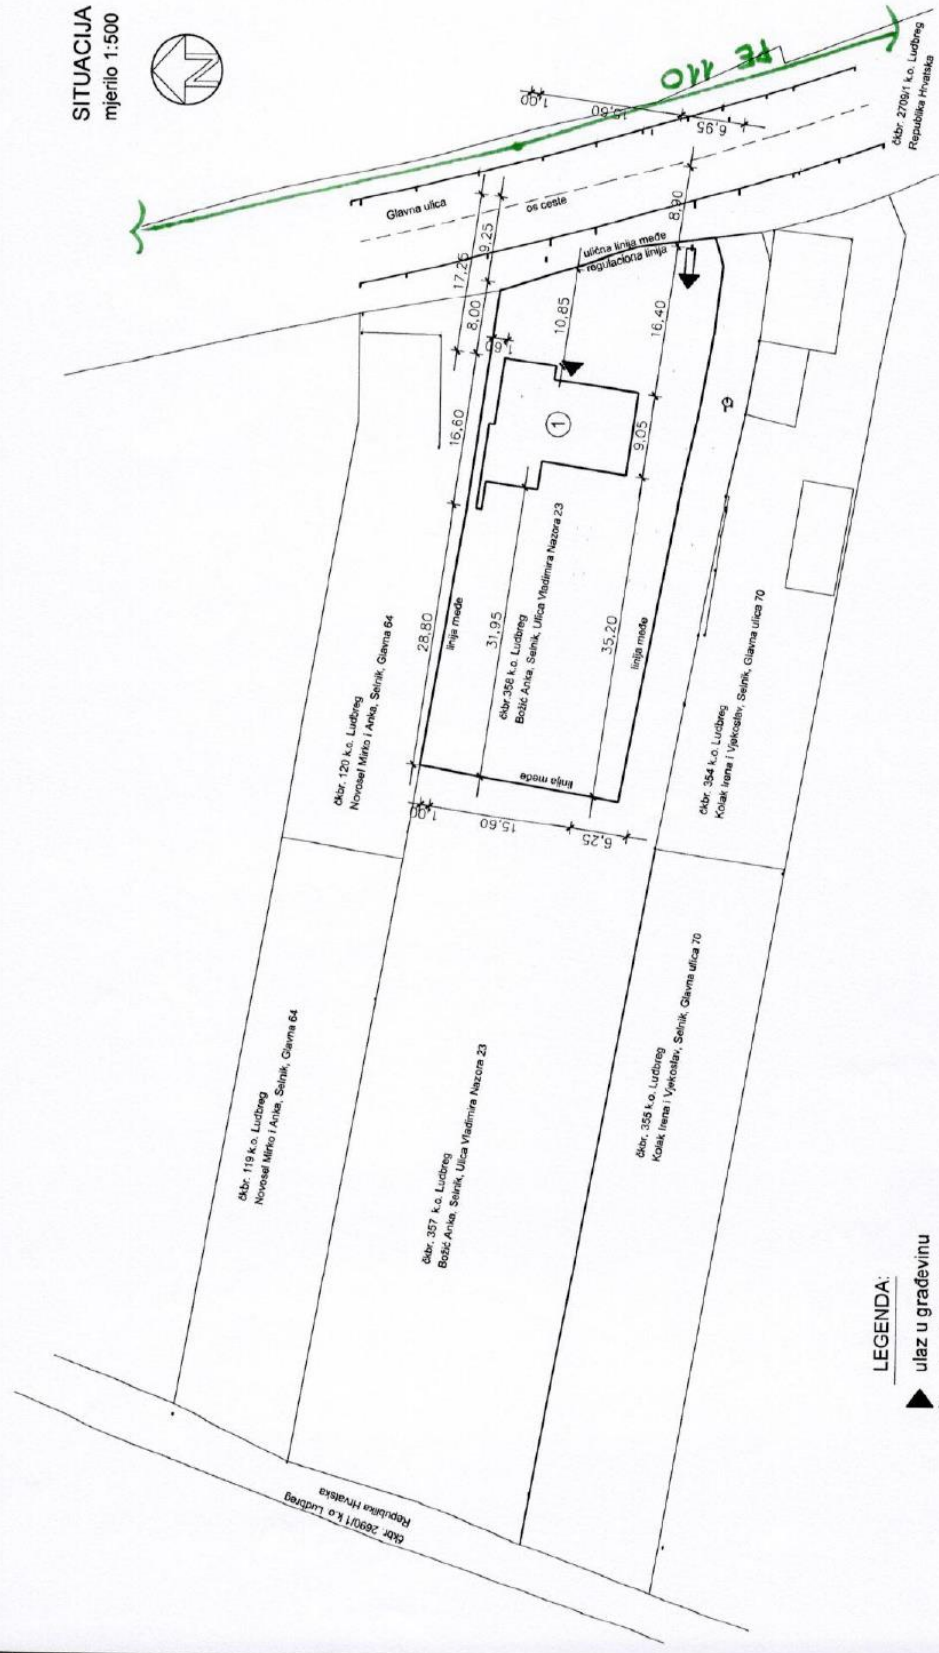 SITUACIJA
mjerilo 1:500
N
PE 110
čkbr. 2709/1 k.o. Ludbreg
Republika Hrvatska
1,00
15,60
6,95
Glavna ulica
os ceste
17,25
9,25
8,00
8,90
ulična linija međe
regulaciona linija
10,85
16,40
1,60
16,60
1
9,05
28,80
linija međe
31,95
čkbr. 358 k.o. Ludbreg
Božić Anka, Selnik, Ulica Vladimira Nazora 23
35,20
linija međe
linija međe
1,00
15,60
6,25
čkbr. 120 k.o. Ludbreg
Novosel Mirko i Anka, Selnik, Glavna 64
čkbr. 354 k.o. Ludbreg
Kolak Irena i Vjekoslav, Selnik, Glavna ulica 70
čkbr. 119 k.o. Ludbreg
Novosel Mirko i Anka, Selnik, Glavna 64
čkbr. 357 k.o. Ludbreg
Božić Anka, Selnik, Ulica Vladimira Nazora 23
čkbr. 355 k.o. Ludbreg
Kolak Irena i Vjekoslav, Selnik, Glavna ulica 70
čkbr. 2690/1 k.o. Ludbreg
Republika Hrvatska
LEGENDA:
ulaz u građevinu